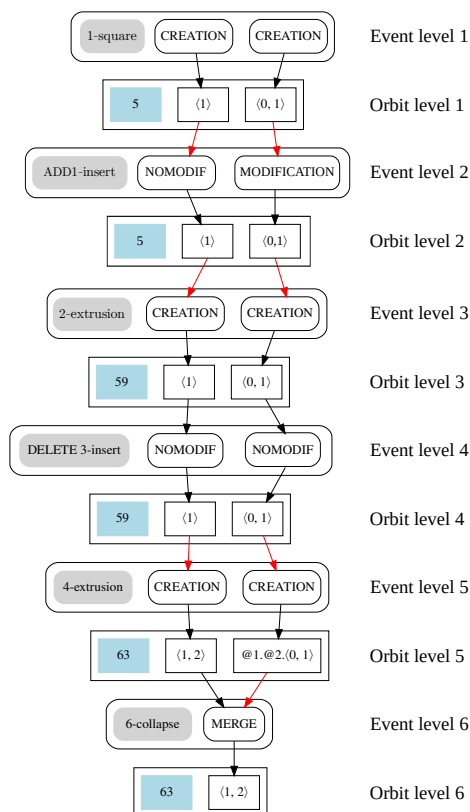 1-square CREATION CREATION Event level 1
5 ⟨1⟩ ⟨0, 1⟩ Orbit level 1
ADD1-insert NOMODIF MODIFICATION Event level 2
5 ⟨1⟩ ⟨0,1⟩ Orbit level 2
2-extrusion CREATION CREATION Event level 3
59 ⟨1⟩ ⟨0, 1⟩ Orbit level 3
DELETE 3-insert NOMODIF NOMODIF Event level 4
59 ⟨1⟩ ⟨0, 1⟩ Orbit level 4
4-extrusion CREATION CREATION Event level 5
63 ⟨1, 2⟩ @1.@2.⟨0, 1⟩ Orbit level 5
6-collapse MERGE Event level 6
63 ⟨1, 2⟩ Orbit level 6